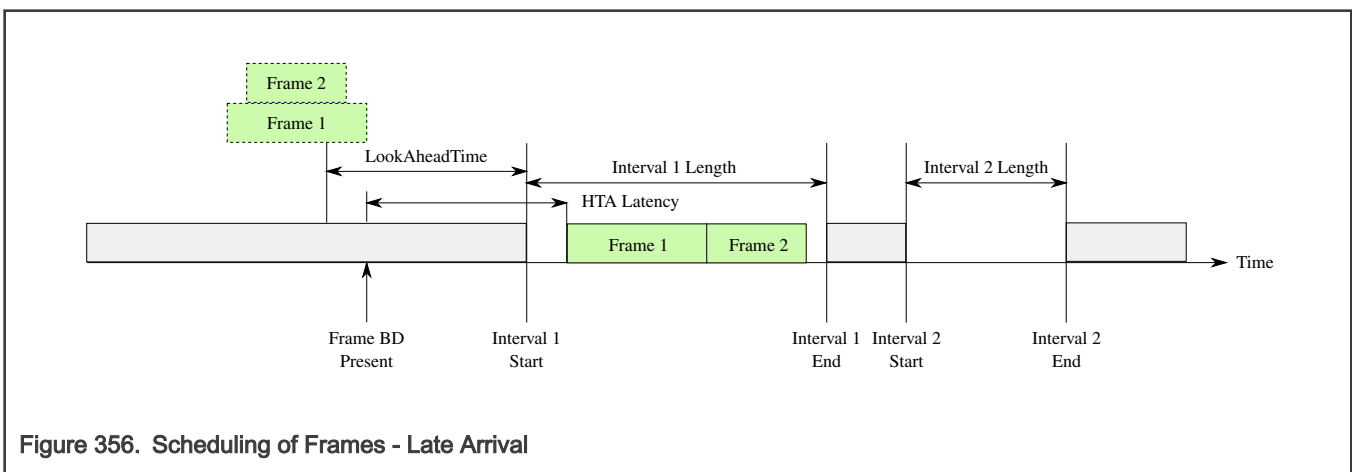 Frame 2
Frame 1
LookAheadTime
Interval 1 Length
Interval 2 Length
HTA Latency
Frame 1
Frame 2
Time
Frame BD
Present
Interval 1
Start
Interval 1
End
Interval 2
Start
Interval 2
End
Figure 356. Scheduling of Frames - Late Arrival